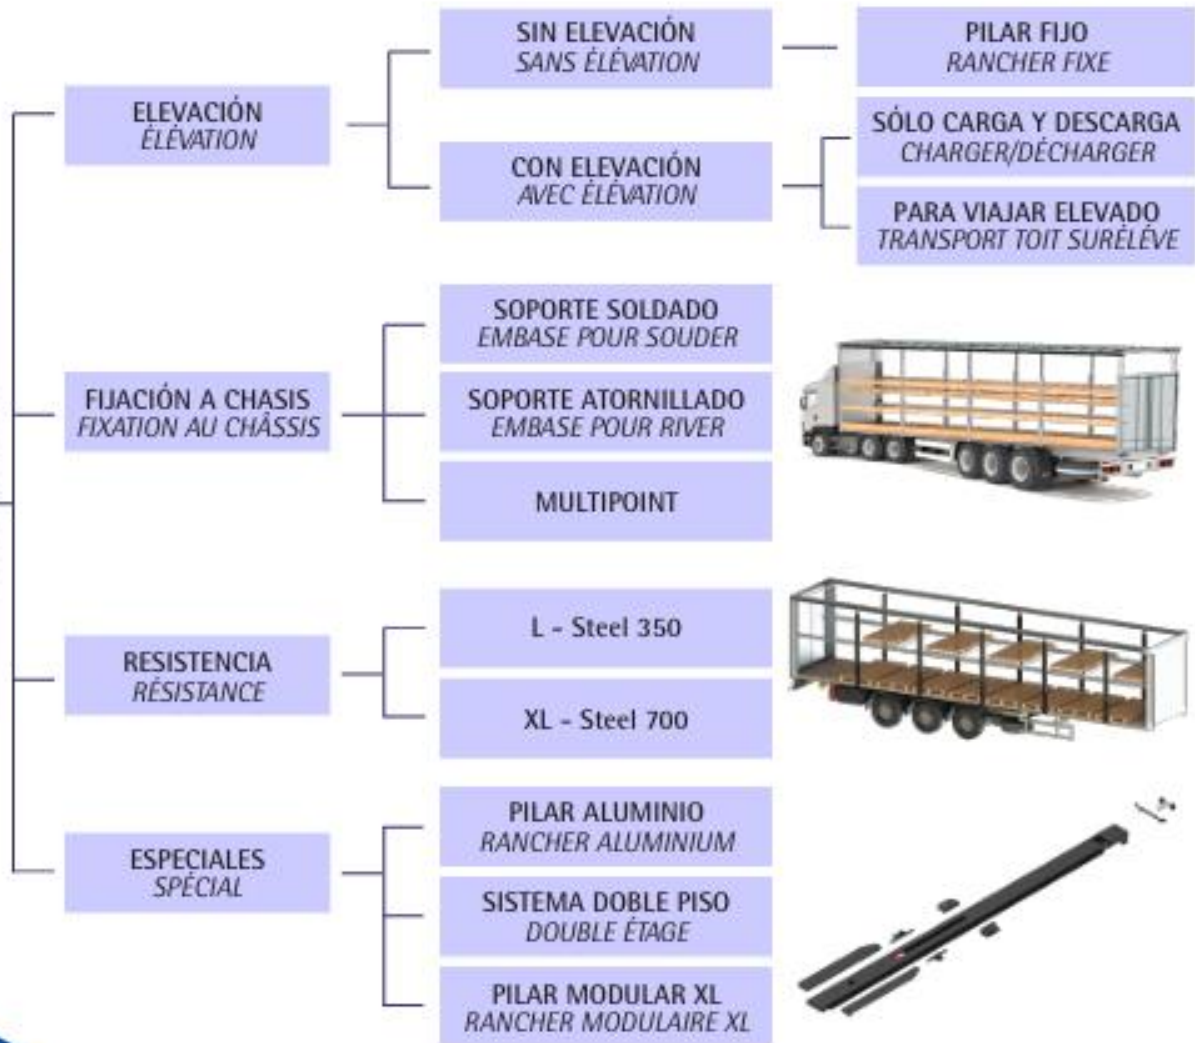 ELEVACIÓN
ÉLÉVATION
SIN ELEVACIÓN
SANS ÉLÉVATION
PILAR FIJO
RANCHER FIXE
CON ELEVACIÓN
AVEC ÉLÉVATION
SÓLO CARGA Y DESCARGA
CHARGER/DÉCHARGER
PARA VIAJAR ELEVADO
TRANSPORT TOIT SURÉLÉVE
FIJACIÓN A CHASIS
FIXATION AU CHÂSSIS
SOPORTE SOLDADO
EMBASE POUR SOUDER
SOPORTE ATORNILLADO
EMBASE POUR RIVER
MULTIPOINT
RESISTENCIA
RÉSISTANCE
L - Steel 350
XL - Steel 700
ESPECIALES
SPÉCIAL
PILAR ALUMINIO
RANCHER ALUMINIUM
SISTEMA DOBLE PISO
DOUBLE ÉTAGE
PILAR MODULAR XL
RANCHER MODULAIRE XL